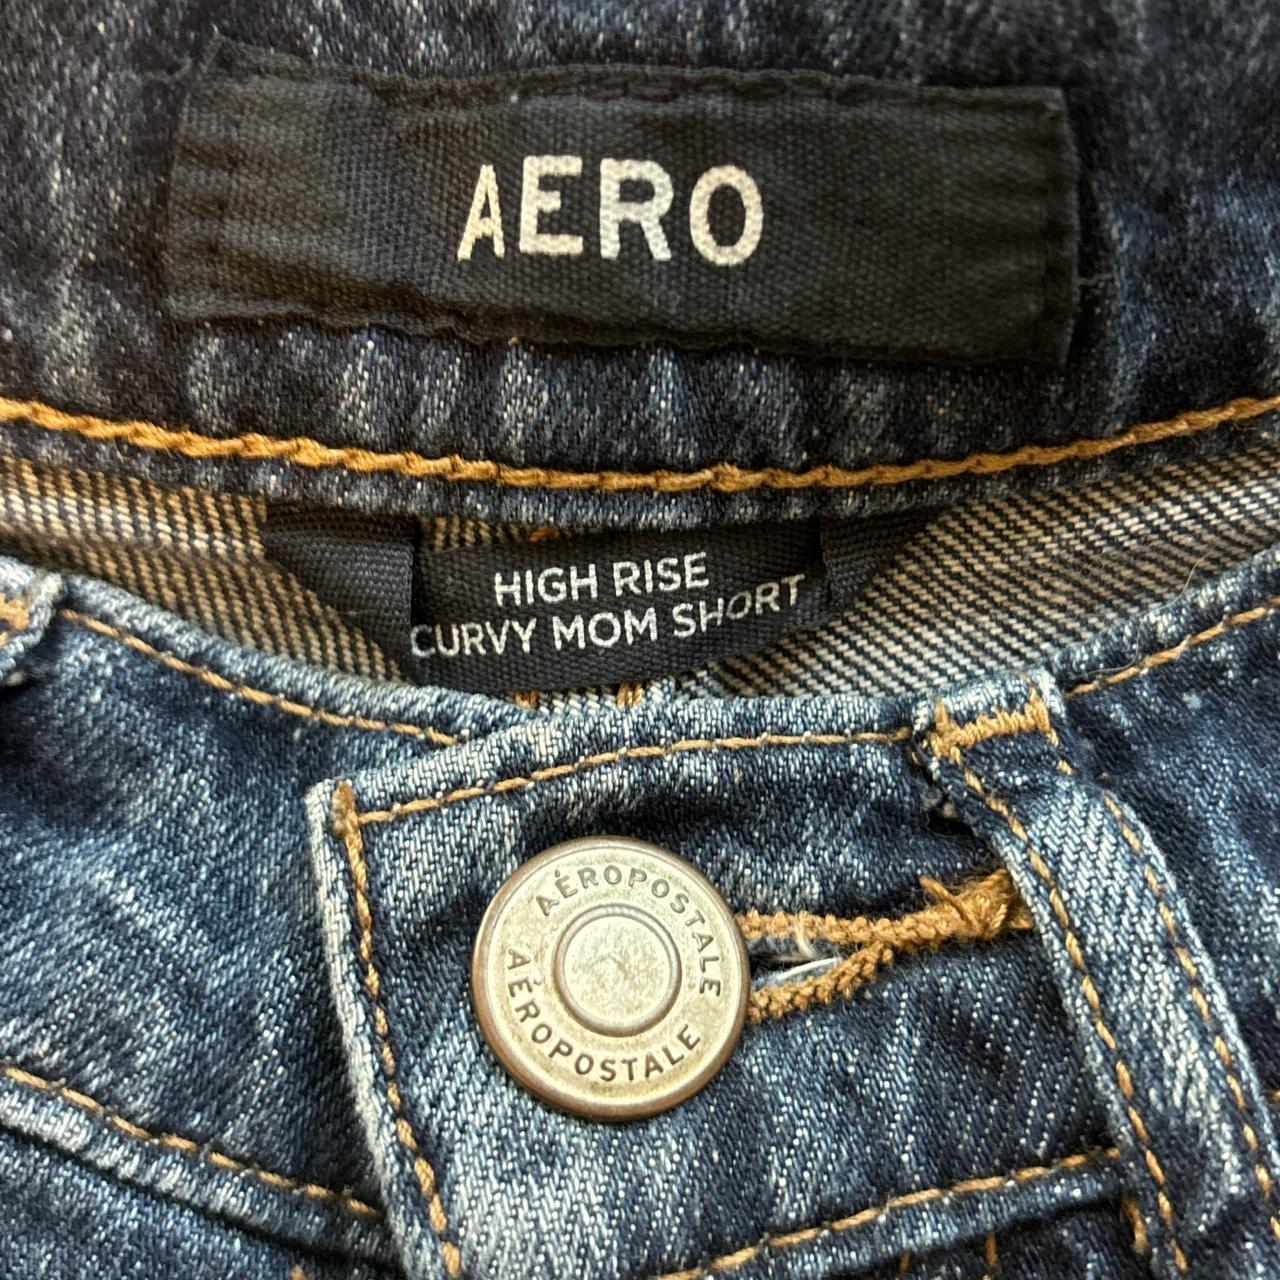 AERO
HIGH RISE
CURVY MOM SHORT
AÉROPOSTALE
AÉROPOSTALE